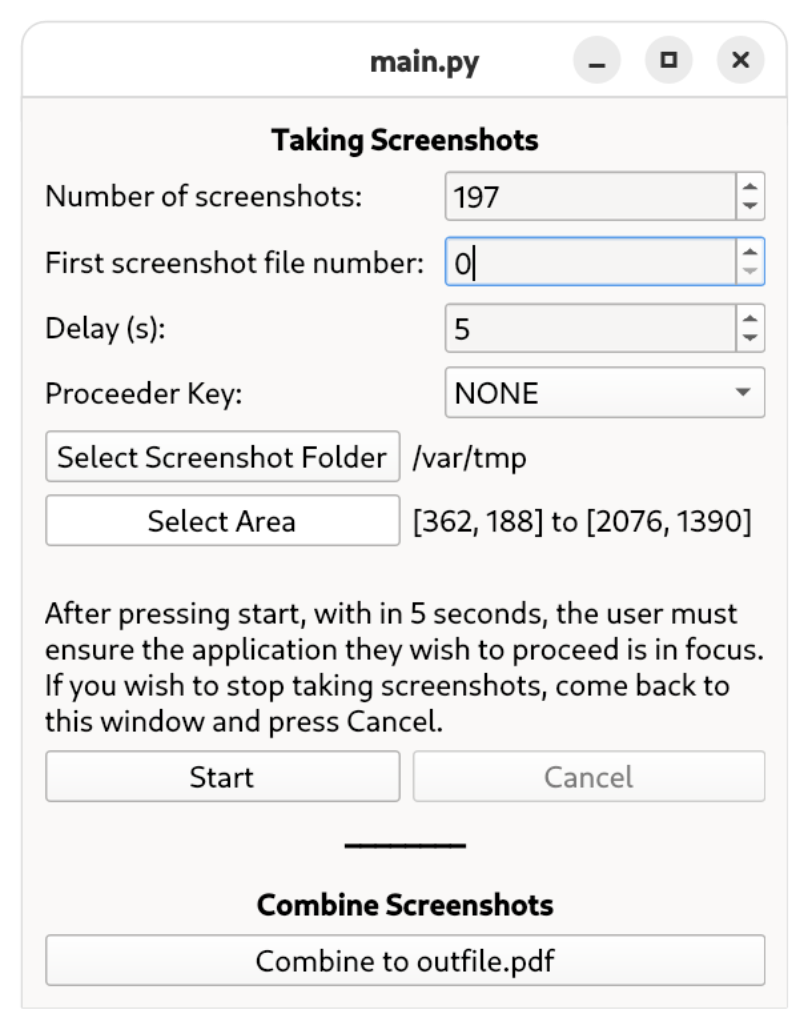 main.py
Taking Screenshots
Number of screenshots: 197
First screenshot file number: 0
Delay (s): 5
Proceeder Key: NONE
Select Screenshot Folder /var/tmp
Select Area [362, 188] to [2076, 1390]
After pressing start, with in 5 seconds, the user must
ensure the application they wish to proceed is in focus.
If you wish to stop taking screenshots, come back to
this window and press Cancel.
Start Cancel
Combine Screenshots
Combine to outfile.pdf